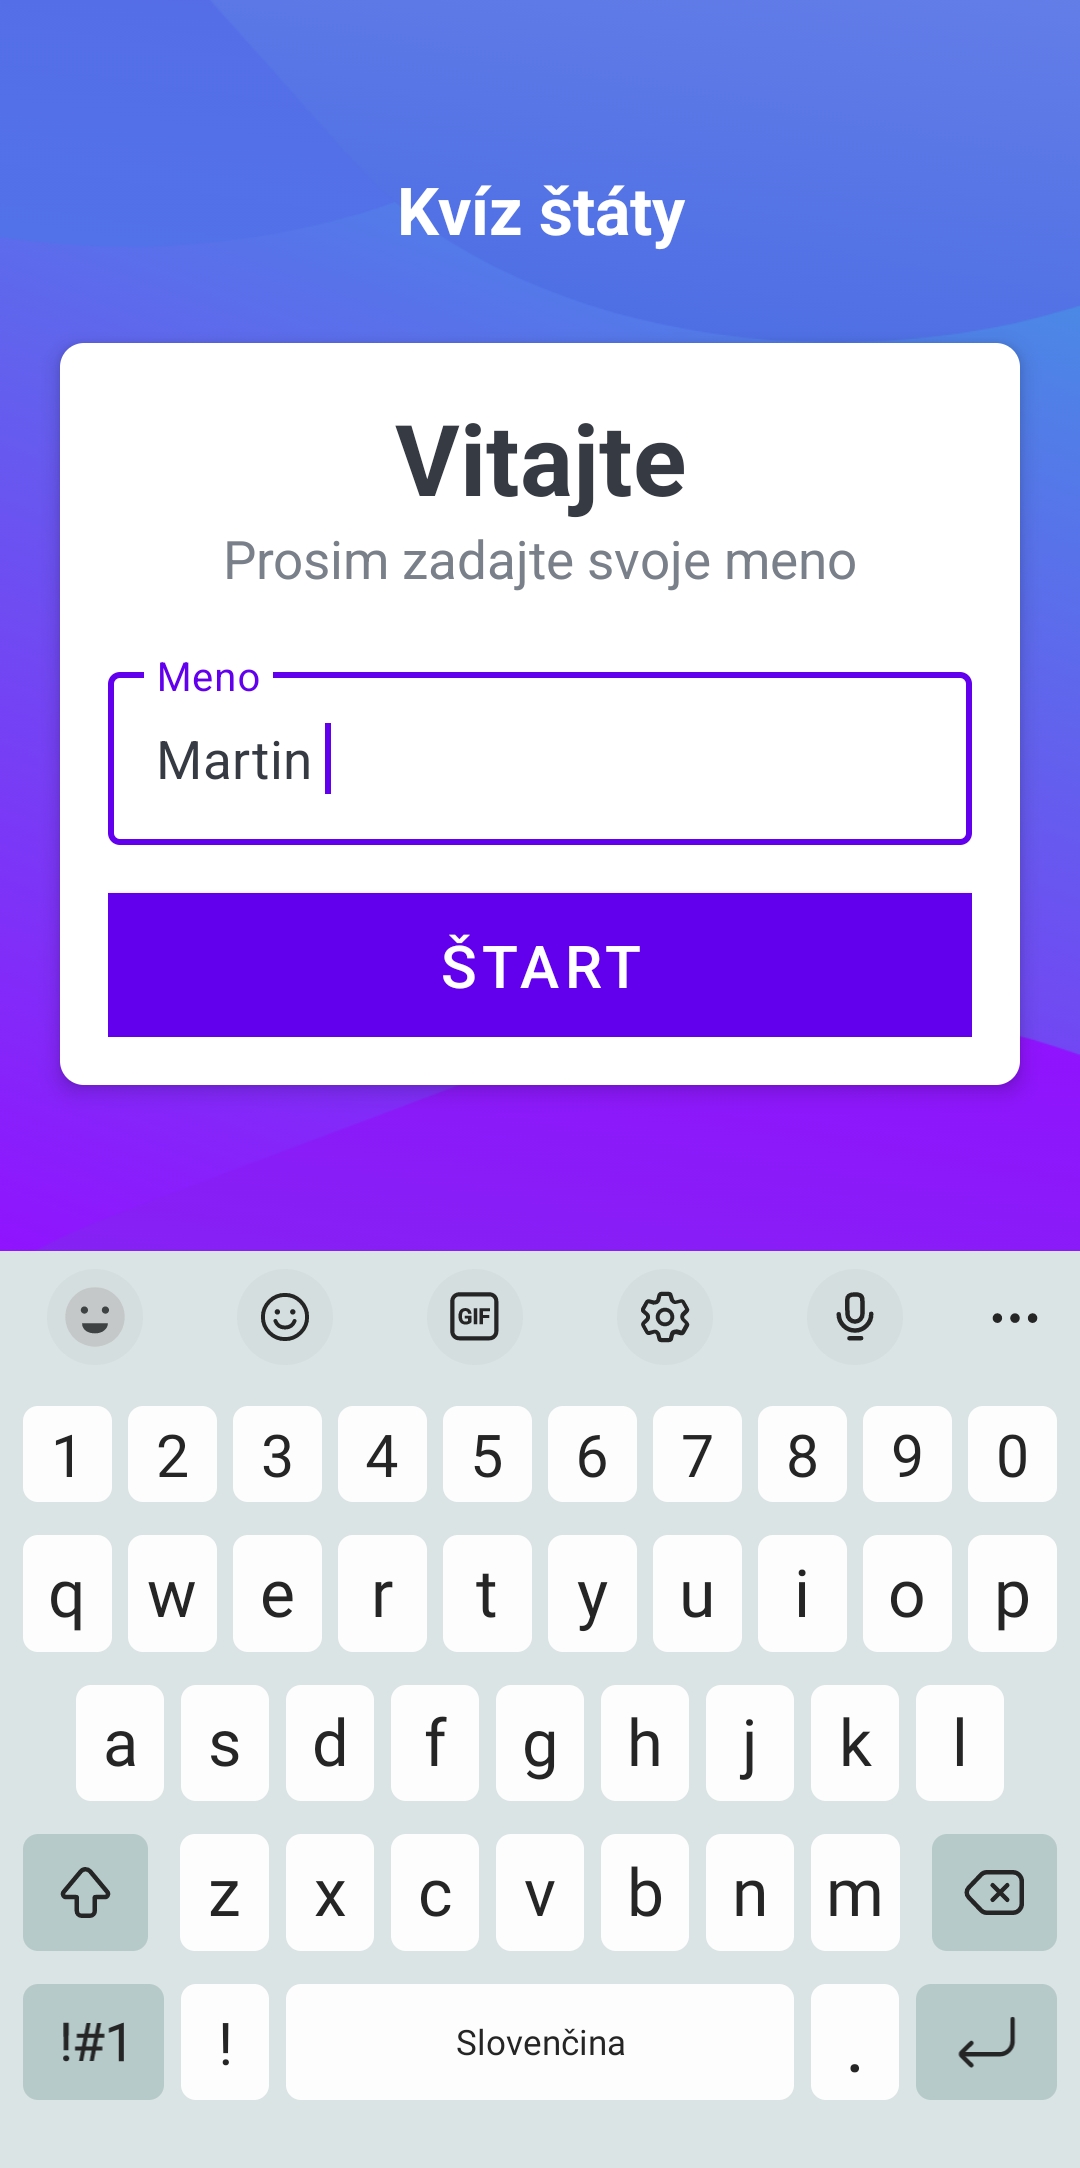 Kvíz štáty
Vitajte
Prosim zadajte svoje meno
Meno
Martin
ŠTART
GIF
1 2 3 4 5 6 7 8 9 0
q w e r t y u i o p
a s d f g h j k l
z x c v b n m
!#1 ! Slovenčina .